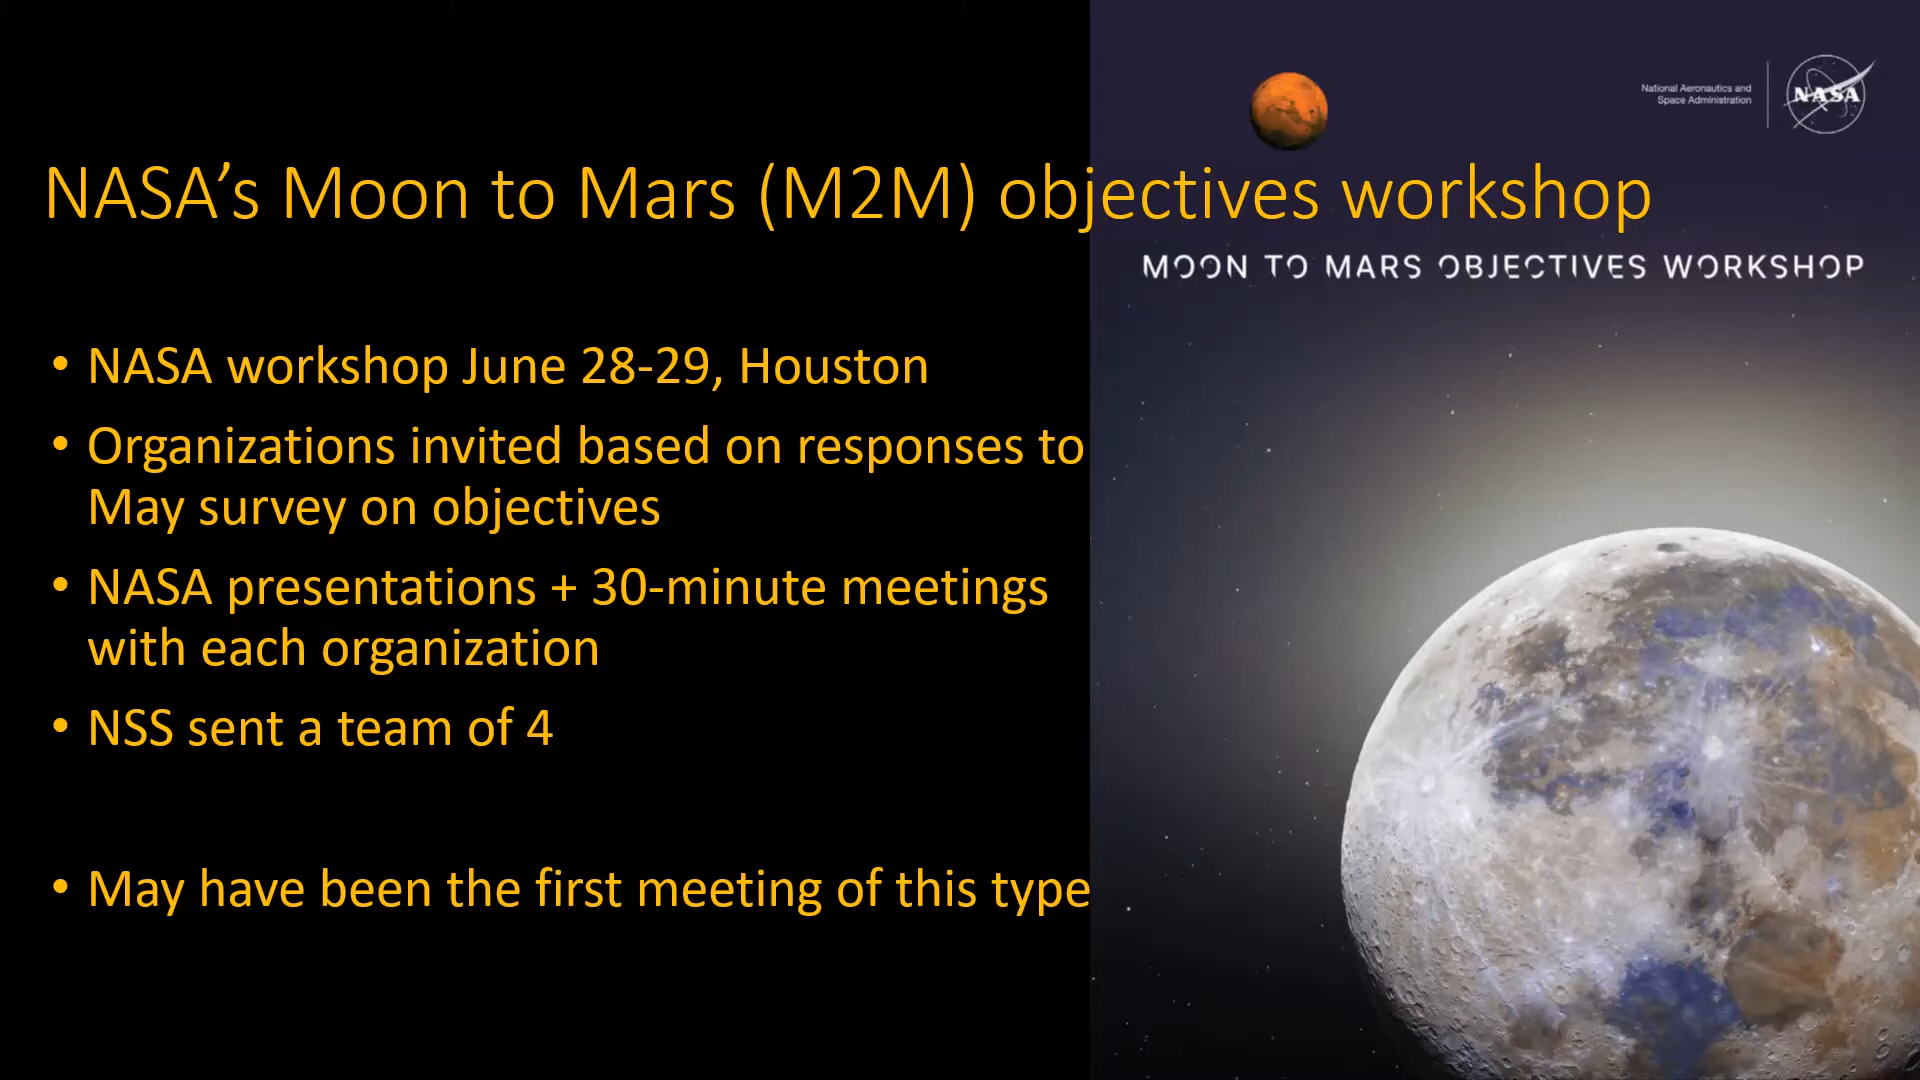 National Aeronautics and
Space Administration
NASA
NASA’s Moon to Mars (M2M) objectives workshop
MOON TO MARS OBJECTIVES WORKSHOP
• NASA workshop June 28-29, Houston
• Organizations invited based on responses to
May survey on objectives
• NASA presentations + 30-minute meetings
with each organization
• NSS sent a team of 4
• May have been the first meeting of this type